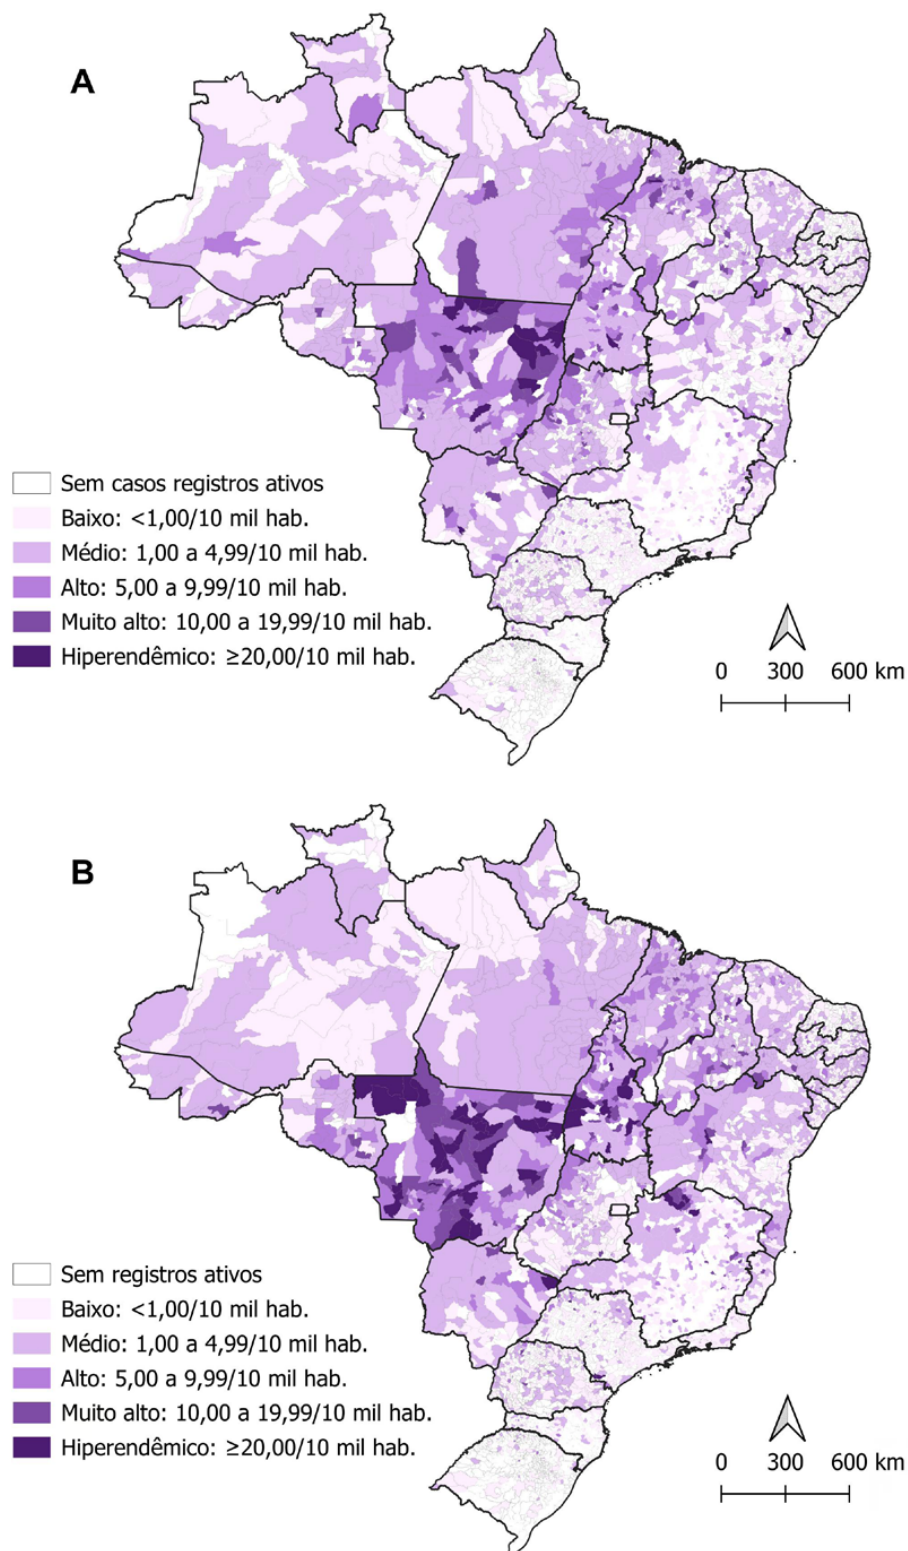 A
Sem casos registros ativos
Baixo: <1,00/10 mil hab.
Médio: 1,00 a 4,99/10 mil hab.
Alto: 5,00 a 9,99/10 mil hab.
Muito alto: 10,00 a 19,99/10 mil hab.
Hiperendêmico: ≥20,00/10 mil hab.
0 300 600 km
B
Sem registros ativos
Baixo: <1,00/10 mil hab.
Médio: 1,00 a 4,99/10 mil hab.
Alto: 5,00 a 9,99/10 mil hab.
Muito alto: 10,00 a 19,99/10 mil hab.
Hiperendêmico: ≥20,00/10 mil hab.
0 300 600 km